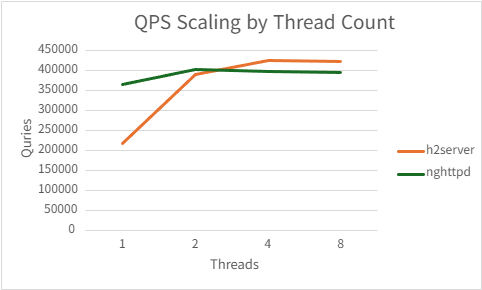 QPS Scaling by Thread Count
450000
400000
350000
300000
250000
200000
150000
100000
50000
0
Quries
1 2 4 8
Threads
h2server
nghttpd